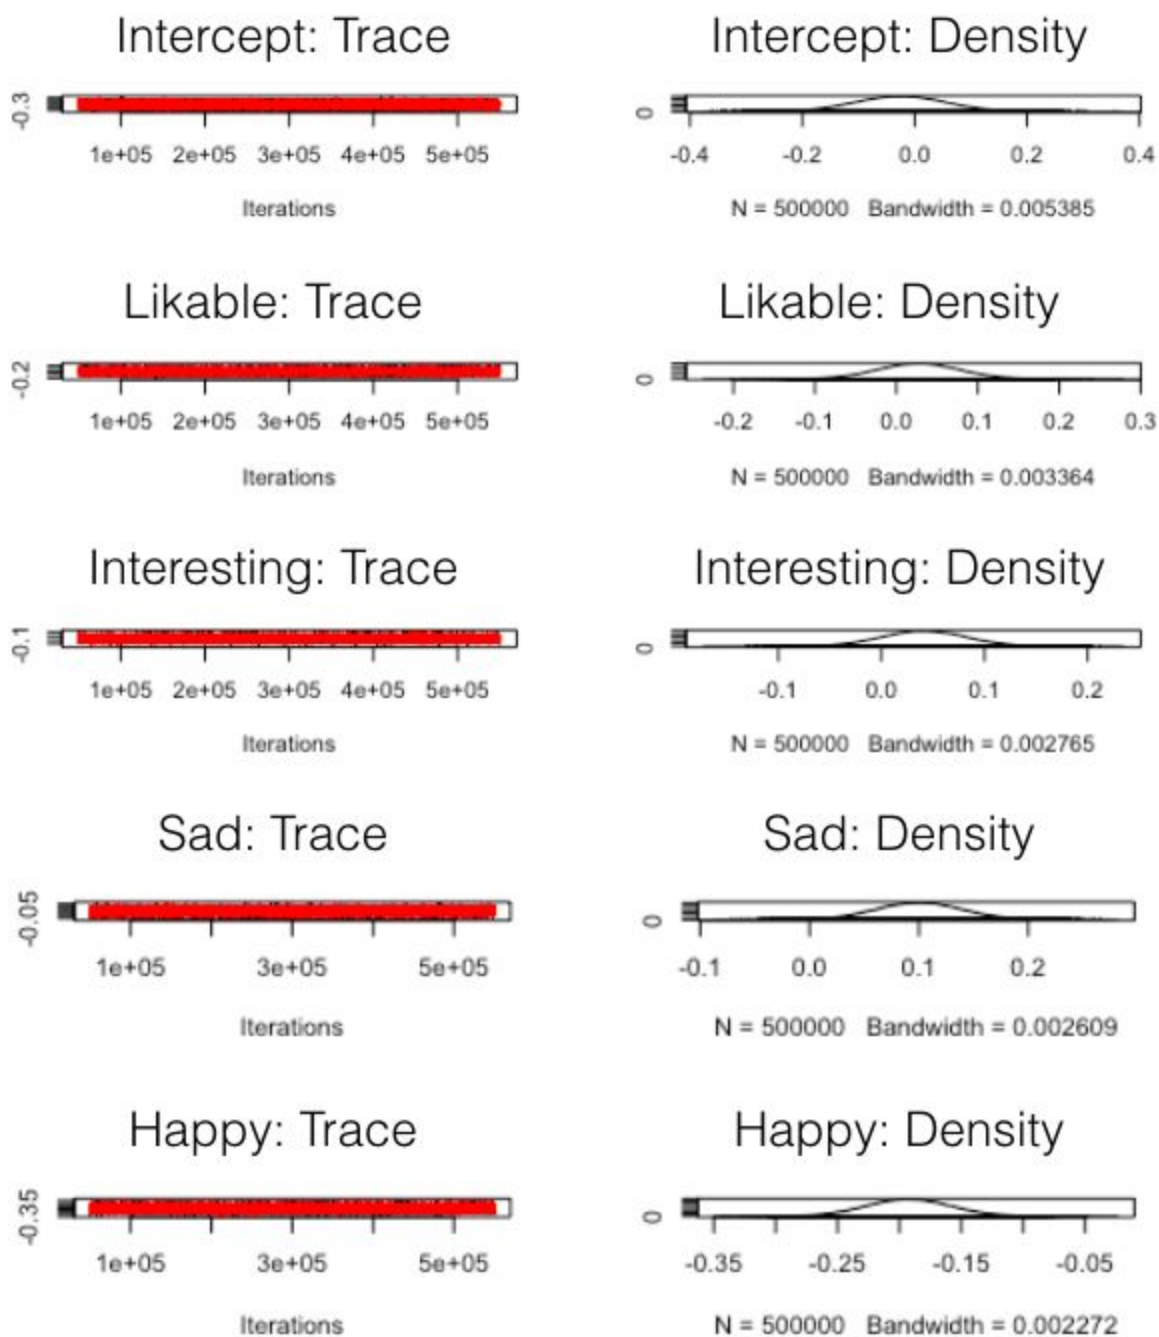 Intercept: Trace
Intercept: Density
-0.3
0
1e+05 2e+05 3e+05 4e+05 5e+05
-0.4 -0.2 0.0 0.2 0.4
Iterations
N = 500000 Bandwidth = 0.005385
Likable: Trace
Likable: Density
-0.2
0
1e+05 2e+05 3e+05 4e+05 5e+05
-0.2 -0.1 0.0 0.1 0.2 0.3
Iterations
N = 500000 Bandwidth = 0.003364
Interesting: Trace
Interesting: Density
-0.1
0
1e+05 2e+05 3e+05 4e+05 5e+05
-0.1 0.0 0.1 0.2
Iterations
N = 500000 Bandwidth = 0.002765
Sad: Trace
Sad: Density
-0.05
0
1e+05 3e+05 5e+05
-0.1 0.0 0.1 0.2
Iterations
N = 500000 Bandwidth = 0.002609
Happy: Trace
Happy: Density
-0.35
0
1e+05 3e+05 5e+05
-0.35 -0.25 -0.15 -0.05
Iterations
N = 500000 Bandwidth = 0.002272